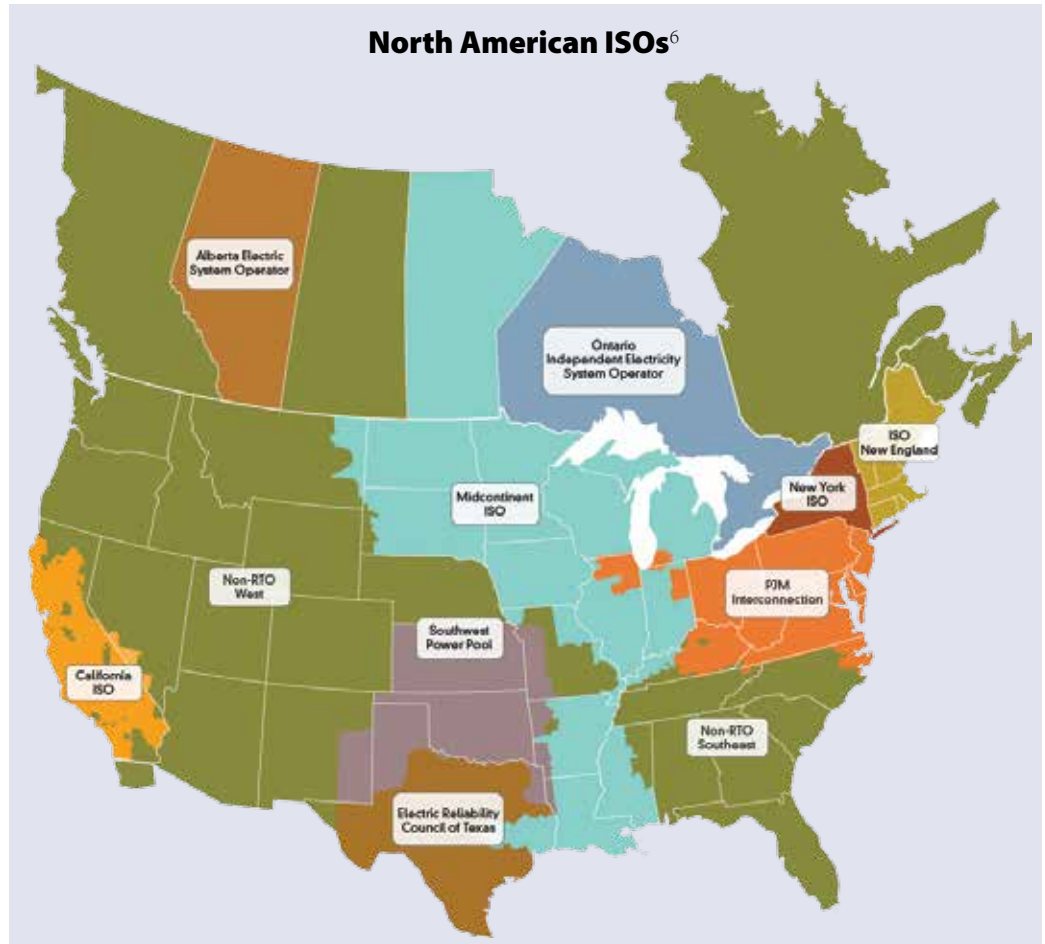 North American ISOs⁶
Alberta Electric
System Operator
Ontario
Independent Electricity
System Operator
ISO
New England
Midcontinent
ISO
New York
ISO
Non-RTO
West
PJM
Interconnection
Southwest
Power Pool
California
ISO
Non-RTO
Southeast
Electric Reliability
Council of Texas